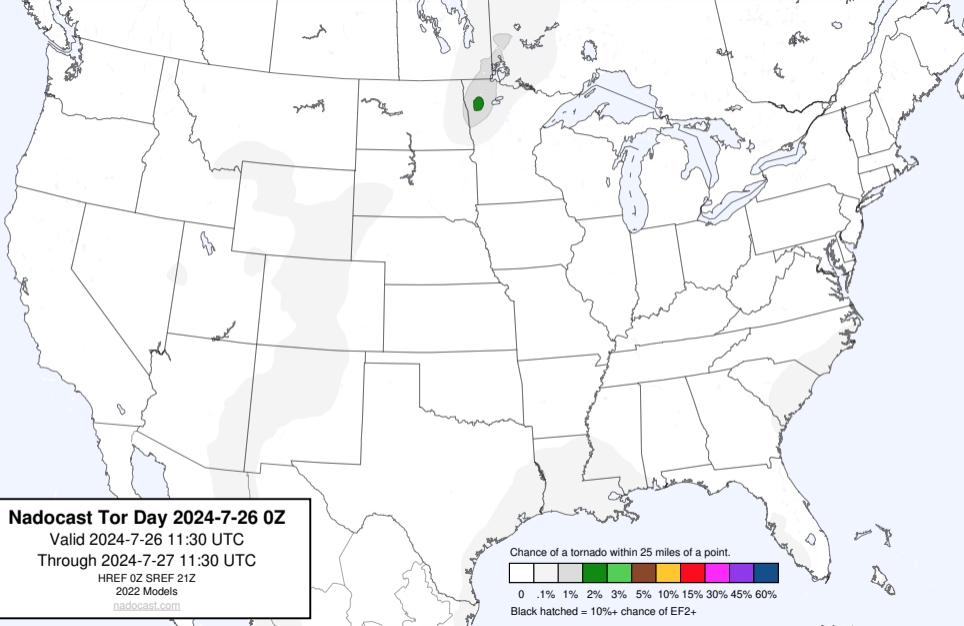 Nadocast Tor Day 2024-7-26 0Z
Valid 2024-7-26 11:30 UTC
Through 2024-7-27 11:30 UTC
HREF 0Z SREF 21Z
2022 Models
nadocast.com
Chance of a tornado within 25 miles of a point.
0 .1% 1% 2% 3% 5% 10% 15% 30% 45% 60%
Black hatched = 10%+ chance of EF2+